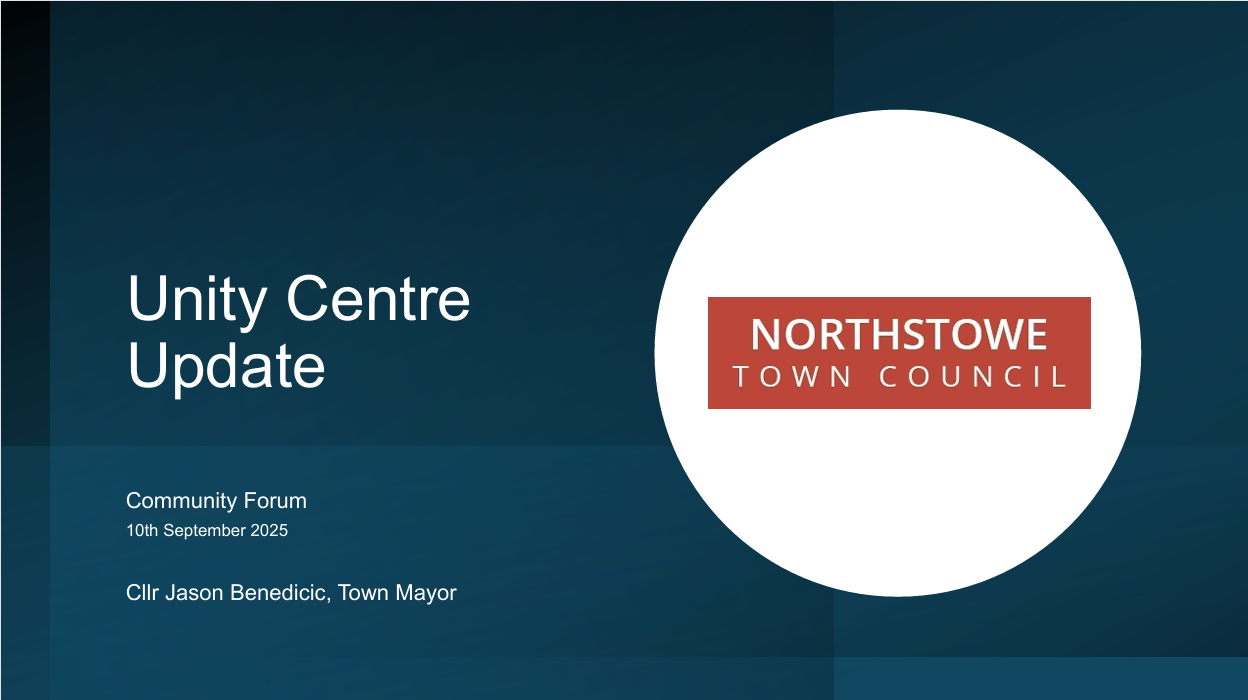 Unity Centre
Update
NORTHSTOWE
TOWN COUNCIL
Community Forum
10th September 2025
Cllr Jason Benedicic, Town Mayor